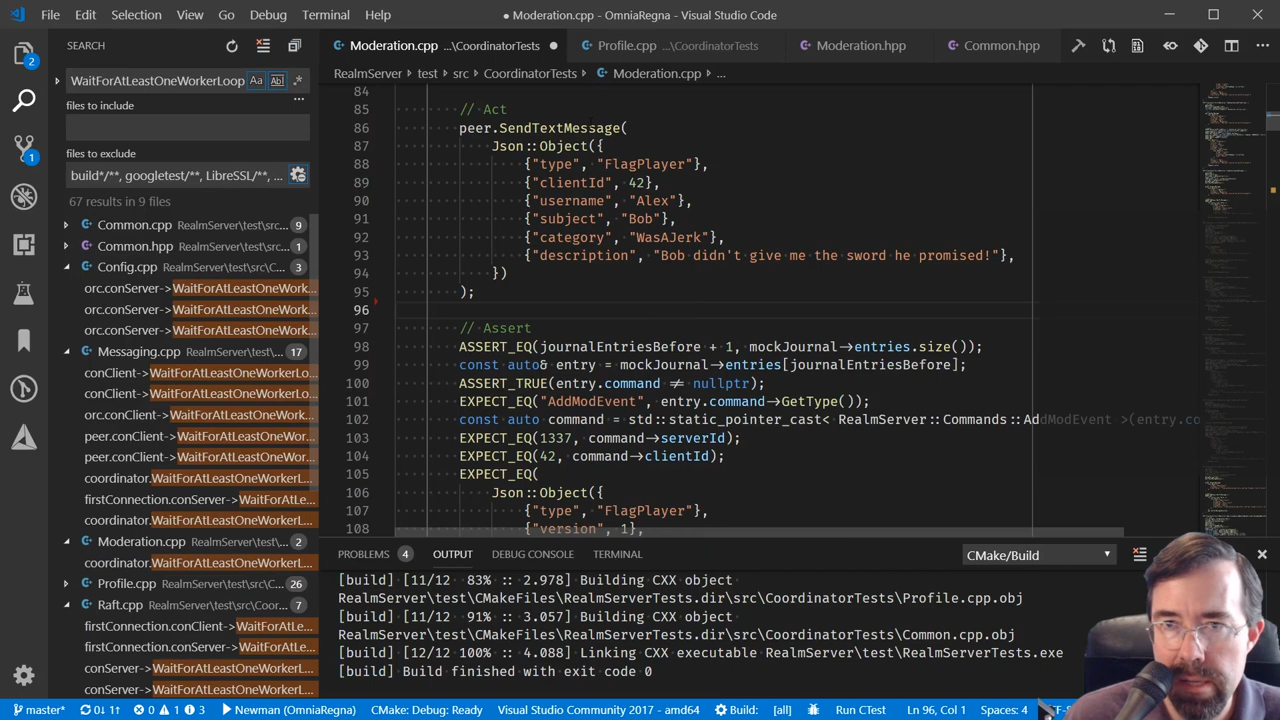 File Edit Selection View Go Debug Terminal Help
● Moderation.cpp - OmniaRegna - Visual Studio Code
SEARCH
WaitForAtLeastOneWorkerLoop
files to include
files to exclude
build*/**, googletest/**, LibreSSL/**, ...
67 results in 9 files
Common.cpp RealmServer\test\src\... 9
Common.hpp RealmServer\test\src\... 1
Config.cpp RealmServer\test\src\C... 3
orc.conServer->WaitForAtLeastOneWork...
orc.conServer->WaitForAtLeastOneWork...
orc.conServer->WaitForAtLeastOneWork...
Messaging.cpp RealmServer\test\... 17
conClient->WaitForAtLeastOneWorkerLo...
conClient->WaitForAtLeastOneWorkerLo...
orc.conClient->WaitForAtLeastOneWork...
peer.conClient->WaitForAtLeastOneWor...
peer.conClient->WaitForAtLeastOneWor...
coordinator.WaitForAtLeastOneWorkerL...
firstConnection.conServer->WaitForAtLe...
coordinator.WaitForAtLeastOneWorkerL...
Moderation.cpp RealmServer\test\... 2
coordinator.WaitForAtLeastOneWorkerL...
Profile.cpp RealmServer\test\src\... 26
Raft.cpp RealmServer\test\src\Coor... 7
firstConnection.conClient->WaitForAtLe...
firstConnection.conServer->WaitForAtLe...
conServer->WaitForAtLeastOneWorkerL...
conServer->WaitForAtLeastOneWorkerL...
Moderation.cpp ...\CoordinatorTests ●
Profile.cpp ...\CoordinatorTests
Moderation.hpp
Common.hpp
RealmServer › test › src › CoordinatorTests › Moderation.cpp › ...
84
85 // Act
86 peer.SendTextMessage(
87 Json::Object({
88 {"type", "FlagPlayer"},
89 {"clientId", 42},
90 {"username", "Alex"},
91 {"subject", "Bob"},
92 {"category", "WasAJerk"},
93 {"description", "Bob didn't give me the sword he promised!"},
94 })
95 );
96
97 // Assert
98 ASSERT_EQ(journalEntriesBefore + 1, mockJournal->entries.size());
99 const auto& entry = mockJournal->entries[journalEntriesBefore];
100 ASSERT_TRUE(entry.command != nullptr);
101 EXPECT_EQ("AddModEvent", entry.command->GetType());
102 const auto command = std::static_pointer_cast< RealmServer::Commands::AddModEvent >(entry.co
103 EXPECT_EQ(1337, command->serverId);
104 EXPECT_EQ(42, command->clientId);
105 EXPECT_EQ(
106 Json::Object({
107 {"type", "FlagPlayer"},
108 {"version", 1},
PROBLEMS 4 OUTPUT DEBUG CONSOLE TERMINAL
CMake/Build
[build] [11/12 83% :: 2.978] Building CXX object
RealmServer\test\CMakeFiles\RealmServerTests.dir\src\CoordinatorTests\Profile.cpp.obj
[build] [11/12 91% :: 3.057] Building CXX object
RealmServer\test\CMakeFiles\RealmServerTests.dir\src\CoordinatorTests\Common.cpp.obj
[build] [12/12 100% :: 4.088] Linking CXX executable RealmServer\test\RealmServerTests.exe
[build] Build finished with exit code 0
master* 0↓ 1↑ 0 1 3 Newman (OmniaRegna) CMake: Debug: Ready Visual Studio Community 2017 - amd64 Build: [all] Run CTest Ln 96, Col 1 Spaces: 4